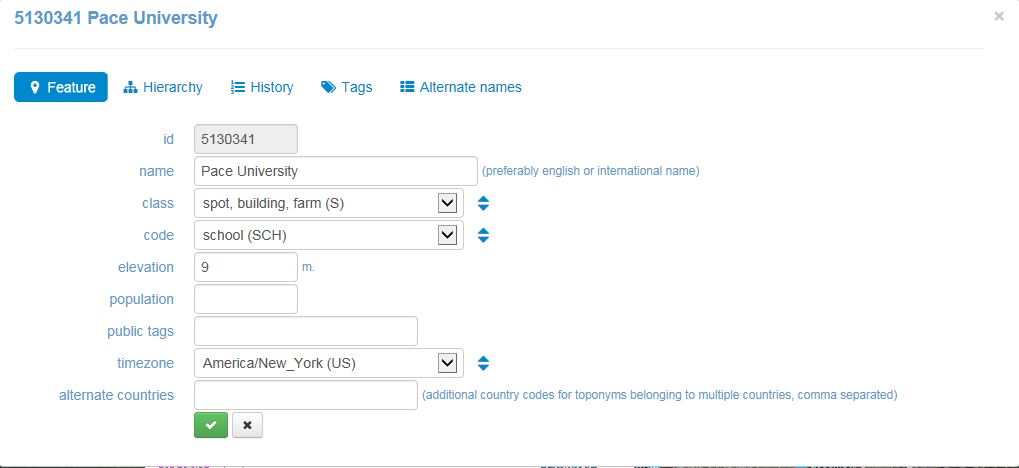 5130341 Pace University
Feature Hierarchy History Tags Alternate names
id 5130341
name Pace University (preferably english or international name)
class spot, building, farm (S)
code school (SCH)
elevation 9 m.
population
public tags
timezone America/New_York (US)
alternate countries (additional country codes for toponyms belonging to multiple countries, comma separated)